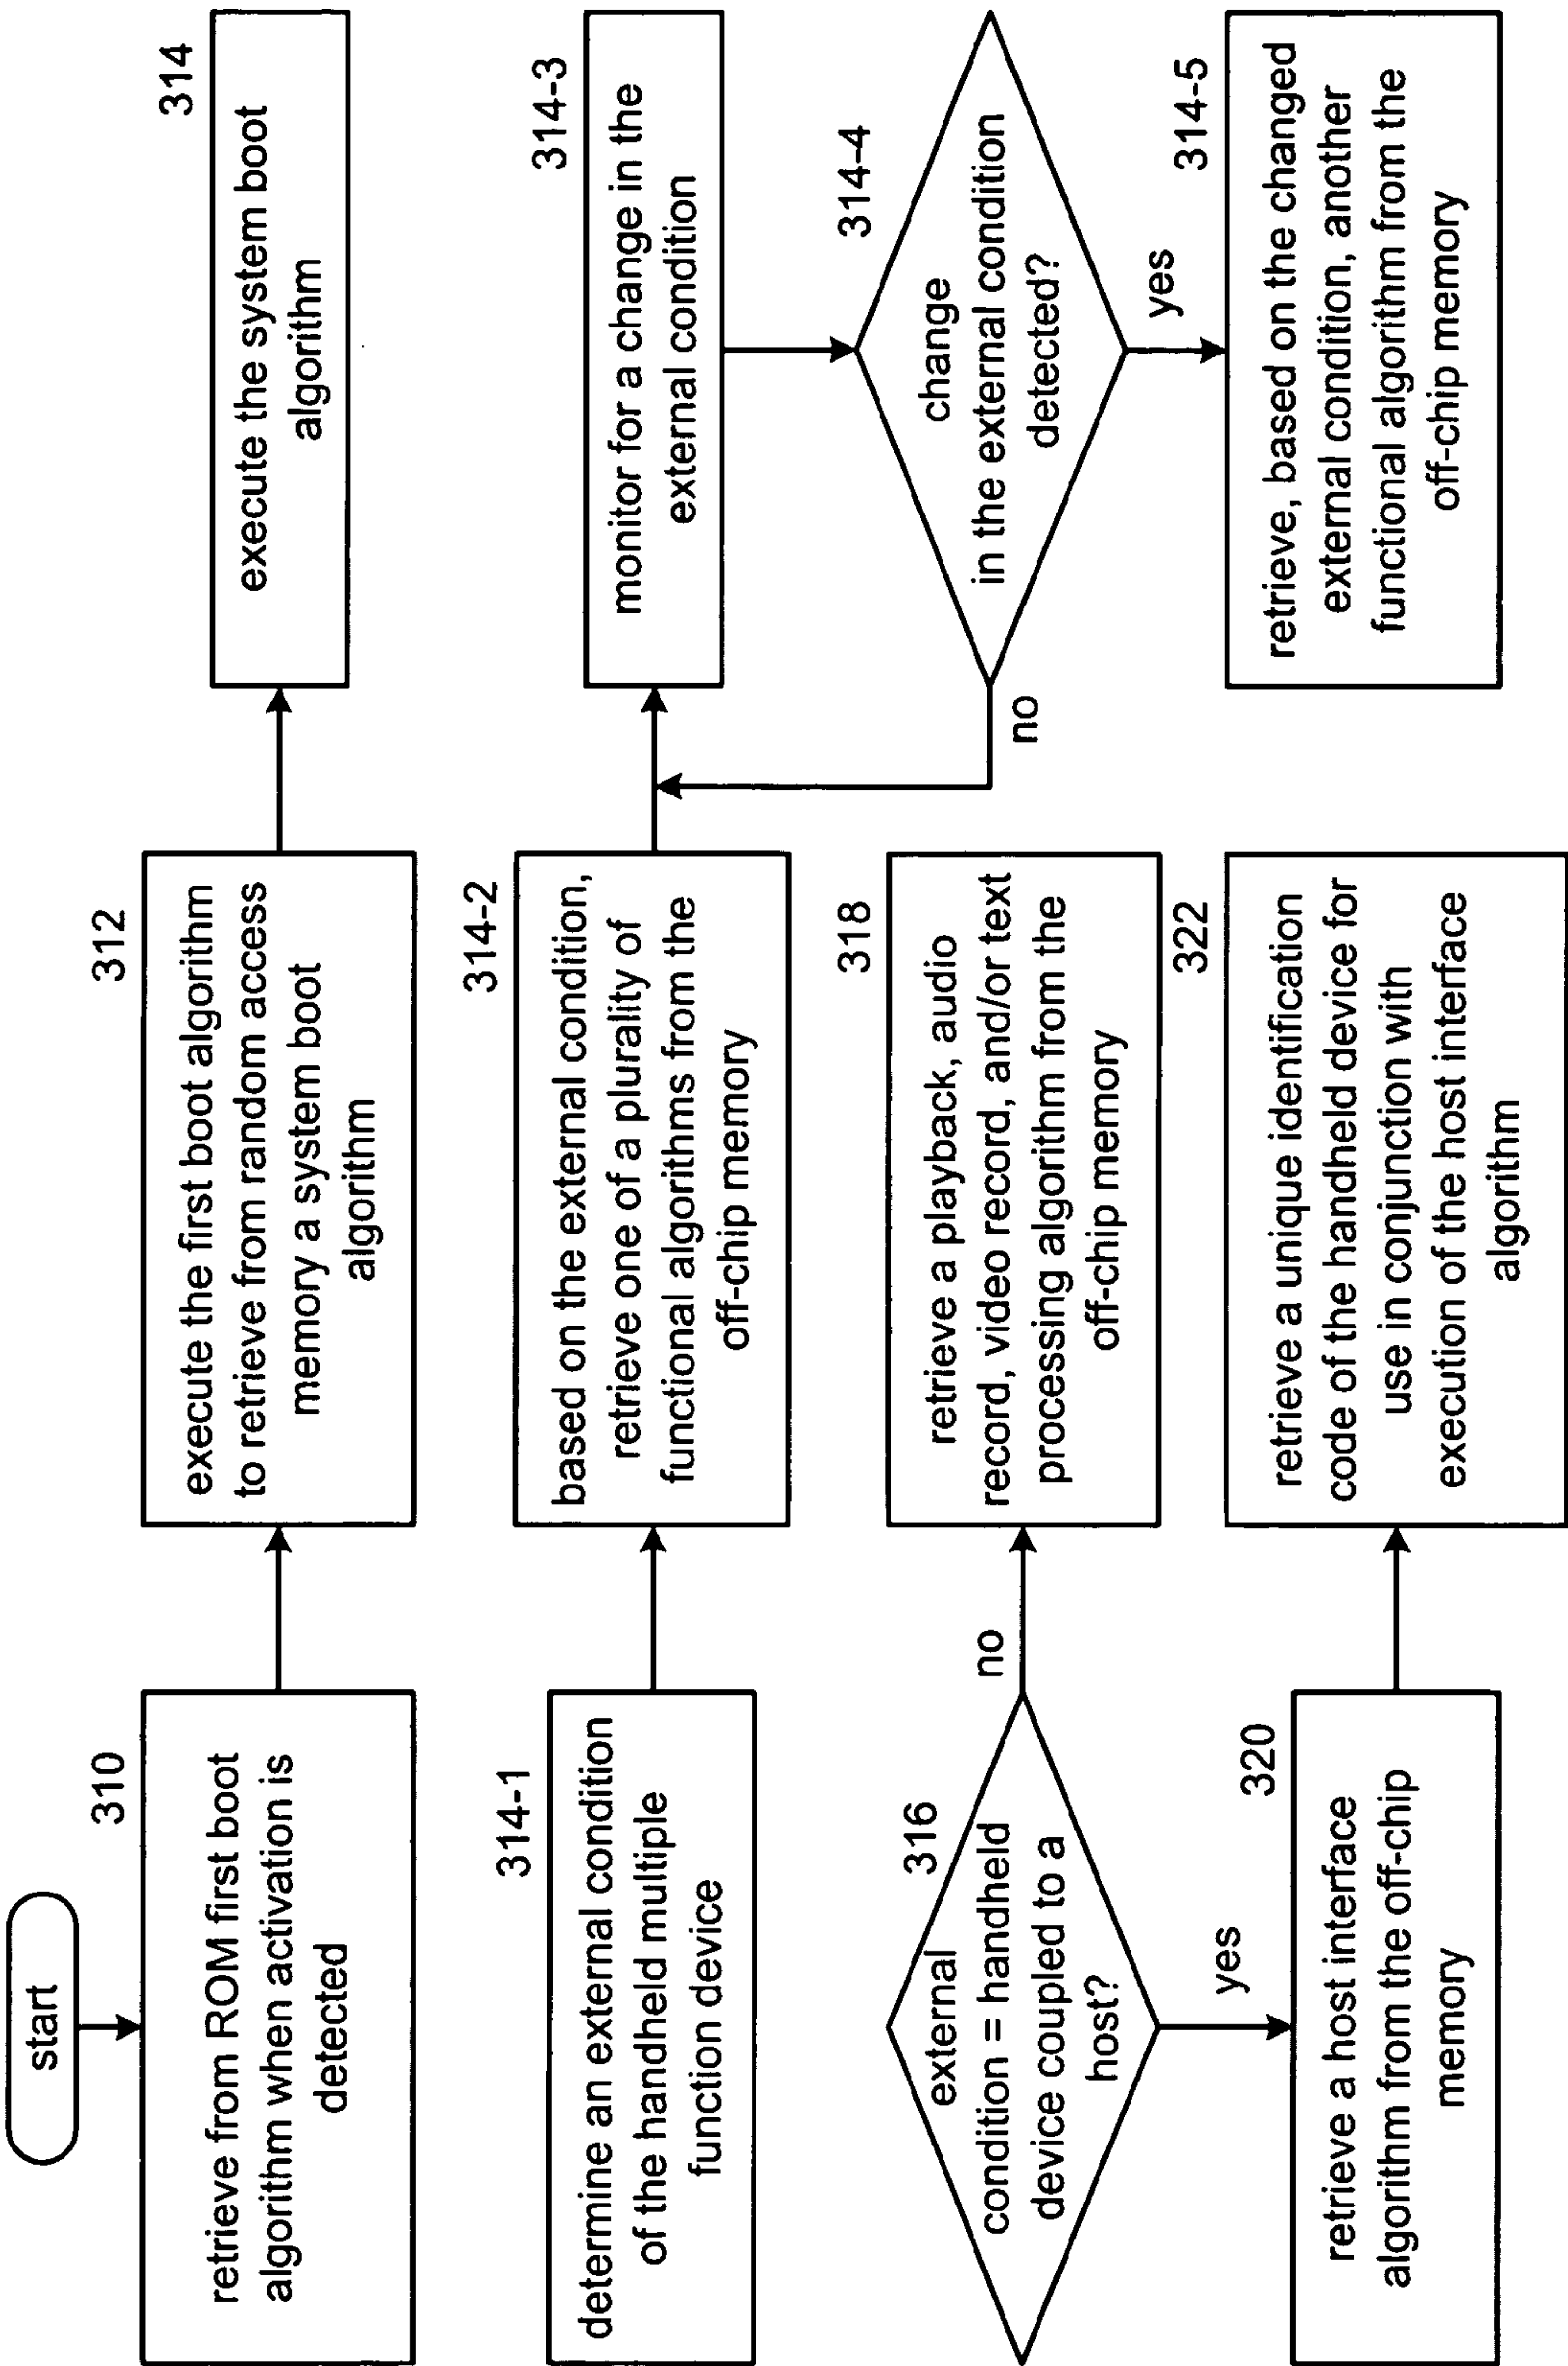 start
310
retrieve from ROM first boot
algorithm when activation is
detected
312
execute the first boot algorithm
to retrieve from random access
memory a system boot
algorithm
314
execute the system boot
algorithm
314-1
determine an external condition
of the handheld multiple
function device
314-2
based on the external condition,
retrieve one of a plurality of
functional algorithms from the
off-chip memory
314-3
monitor for a change in the
external condition
314-4
change
in the external condition
detected?
no
yes
314-5
retrieve, based on the changed
external condition, another
functional algorithm from the
off-chip memory
316
external
condition = handheld
device coupled to a
host?
no
yes
318
retrieve a playback, audio
record, video record, and/or text
processing algorithm from the
off-chip memory
320
retrieve a host interface
algorithm from the off-chip
memory
322
retrieve a unique identification
code of the handheld device for
use in conjunction with
execution of the host interface
algorithm